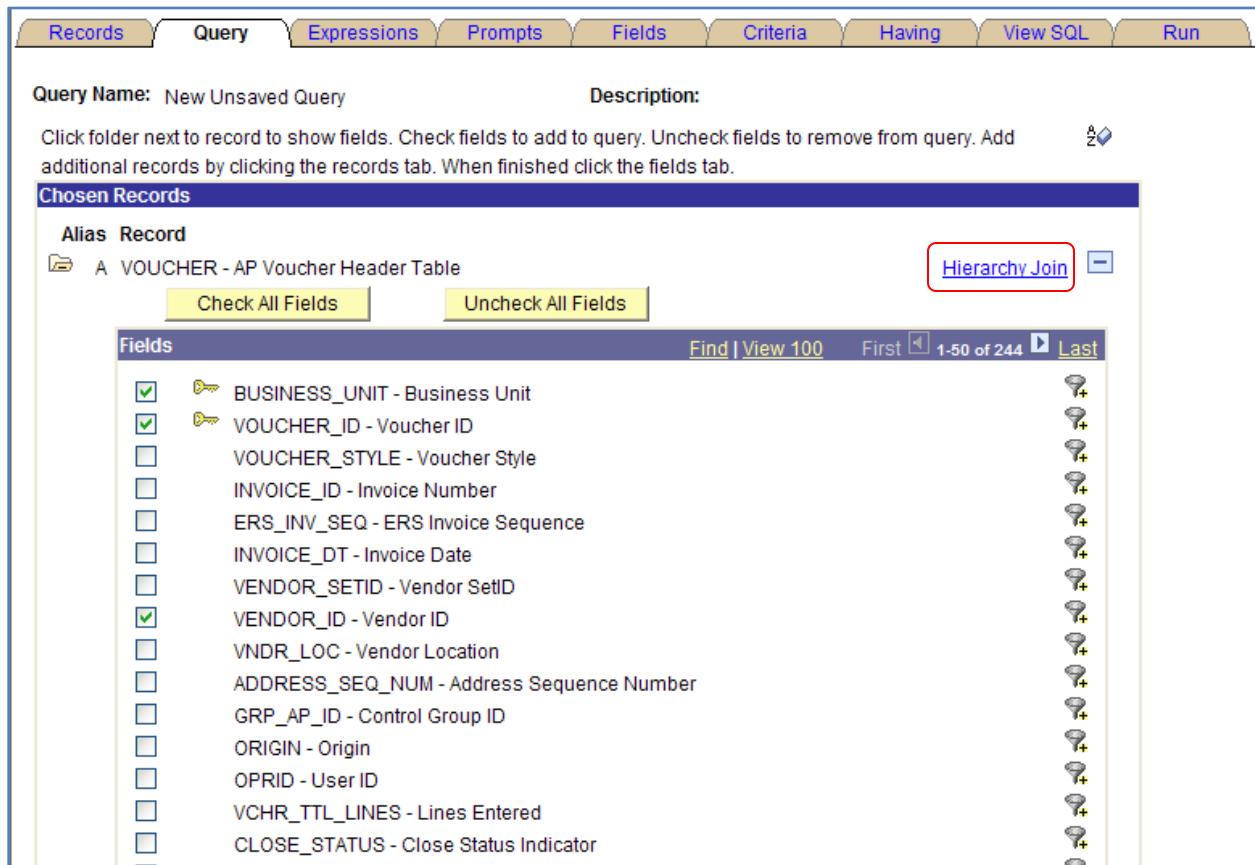 Records Query Expressions Prompts Fields Criteria Having View SQL Run
Query Name: New Unsaved Query Description:
Click folder next to record to show fields. Check fields to add to query. Uncheck fields to remove from query. Add
additional records by clicking the records tab. When finished click the fields tab.
Chosen Records
Alias Record
A VOUCHER - AP Voucher Header Table Hierarchy Join
Check All Fields Uncheck All Fields
Fields Find | View 100 First 1-50 of 244 Last
BUSINESS_UNIT - Business Unit
VOUCHER_ID - Voucher ID
VOUCHER_STYLE - Voucher Style
INVOICE_ID - Invoice Number
ERS_INV_SEQ - ERS Invoice Sequence
INVOICE_DT - Invoice Date
VENDOR_SETID - Vendor SetID
VENDOR_ID - Vendor ID
VNDR_LOC - Vendor Location
ADDRESS_SEQ_NUM - Address Sequence Number
GRP_AP_ID - Control Group ID
ORIGIN - Origin
OPRID - User ID
VCHR_TTL_LINES - Lines Entered
CLOSE_STATUS - Close Status Indicator